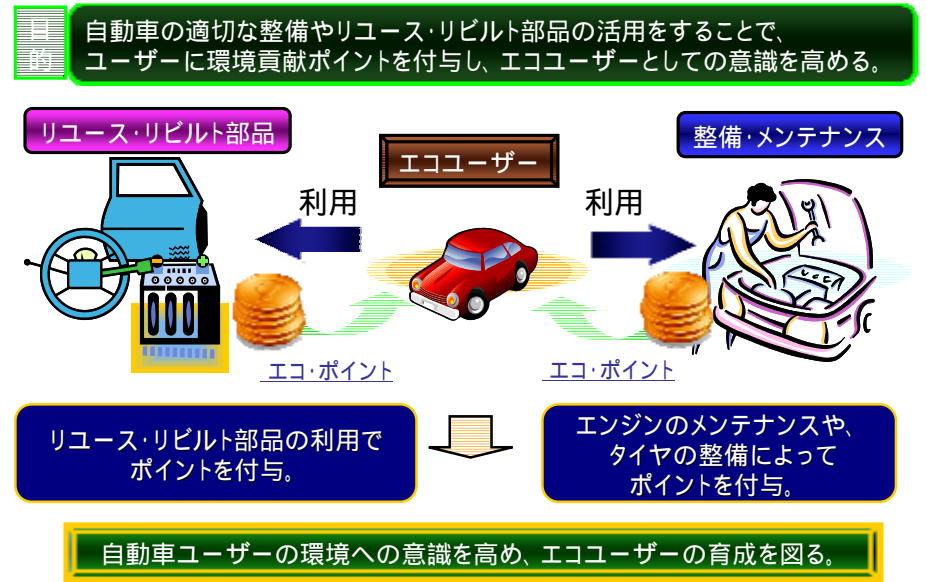 目的
自動車の適切な整備やリユース・リビルト部品の活用をすることで、
ユーザーに環境貢献ポイントを付与し、エコユーザーとしての意識を高める。
リユース・リビルト部品
エコユーザー
整備・メンテナンス
利用
利用
エコ・ポイント
エコ・ポイント
リユース・リビルト部品の利用で
ポイントを付与。
エンジンのメンテナンスや、
タイヤの整備によって
ポイントを付与。
自動車ユーザーの環境への意識を高め、エコユーザーの育成を図る。